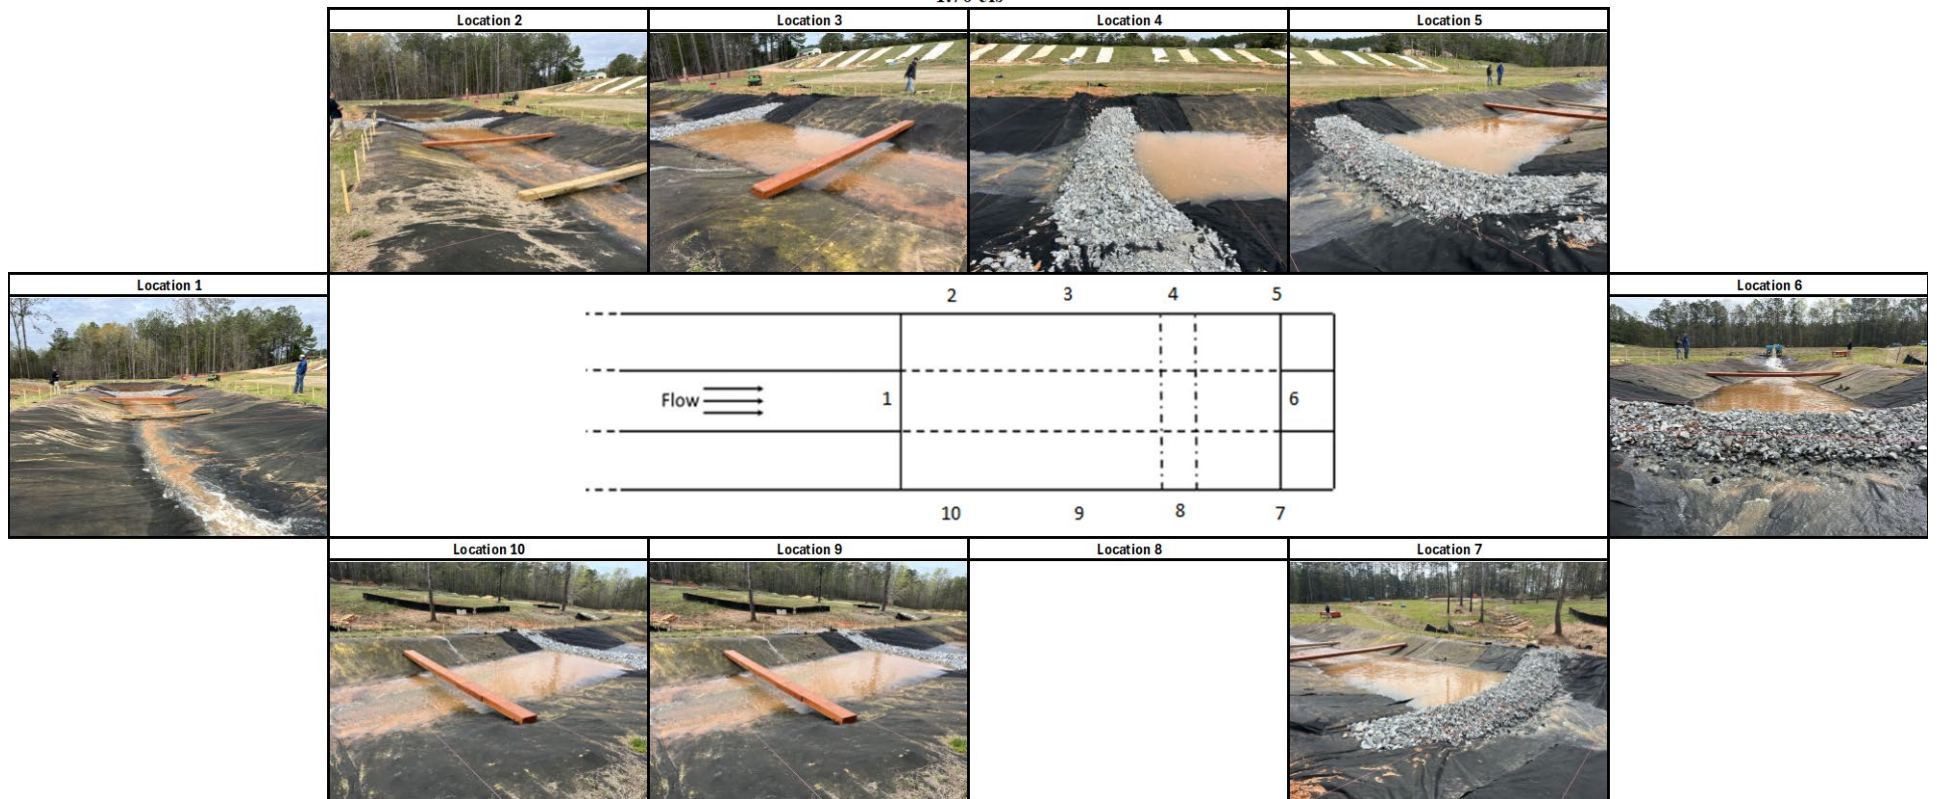 Location 2 Location 3 Location 4 Location 5
Location 1
2 3 4 5
Location 6
Flow 1 6
10 9 8 7
Location 10 Location 9 Location 8 Location 7